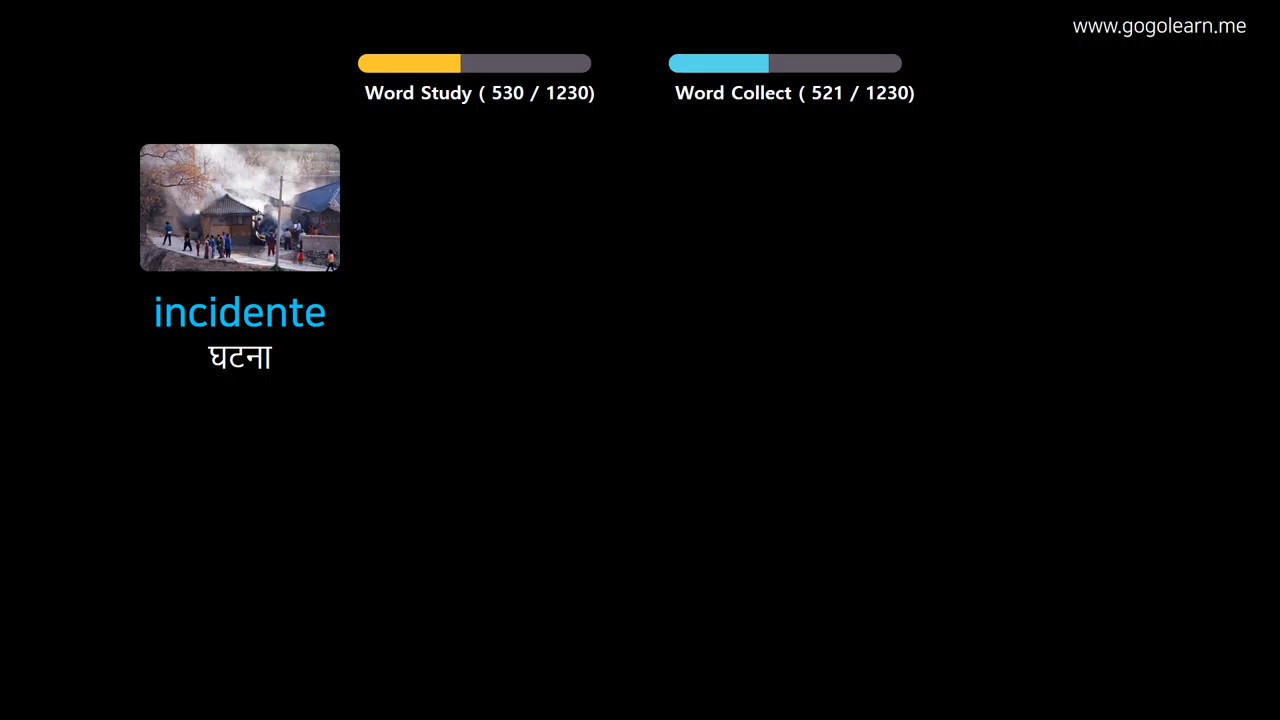 www.gogolearn.me
Word Study ( 530 / 1230)
Word Collect ( 521 / 1230)
incidente
घटना